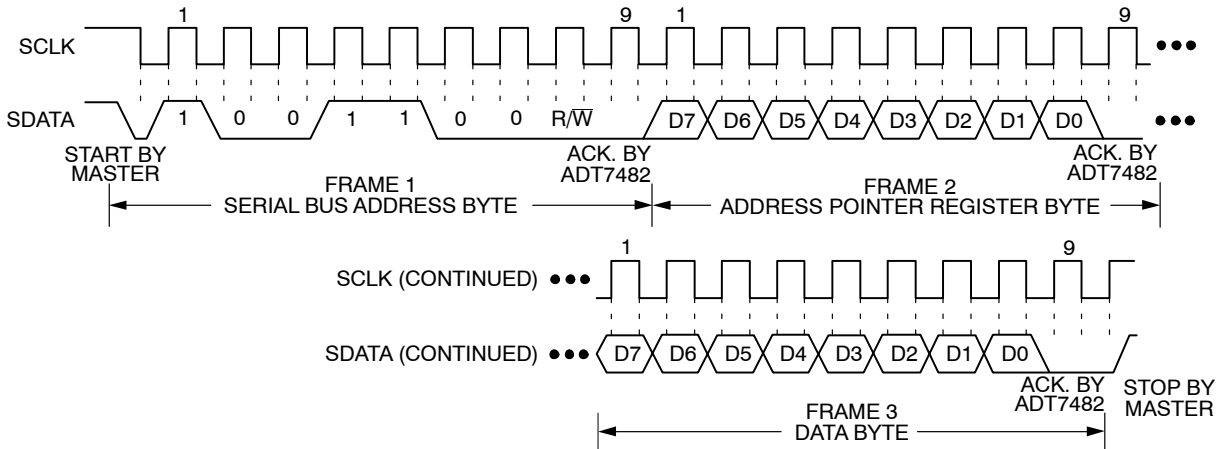 1 9 1 9
SCLK
SDATA 1 0 0 1 1 0 0 R/W̅ D7 D6 D5 D4 D3 D2 D1 D0
START BY MASTER
ACK. BY ADT7482
ACK. BY ADT7482
FRAME 1
SERIAL BUS ADDRESS BYTE
FRAME 2
ADDRESS POINTER REGISTER BYTE
1 9
SCLK (CONTINUED)
SDATA (CONTINUED) D7 D6 D5 D4 D3 D2 D1 D0
ACK. BY ADT7482
STOP BY MASTER
FRAME 3
DATA BYTE